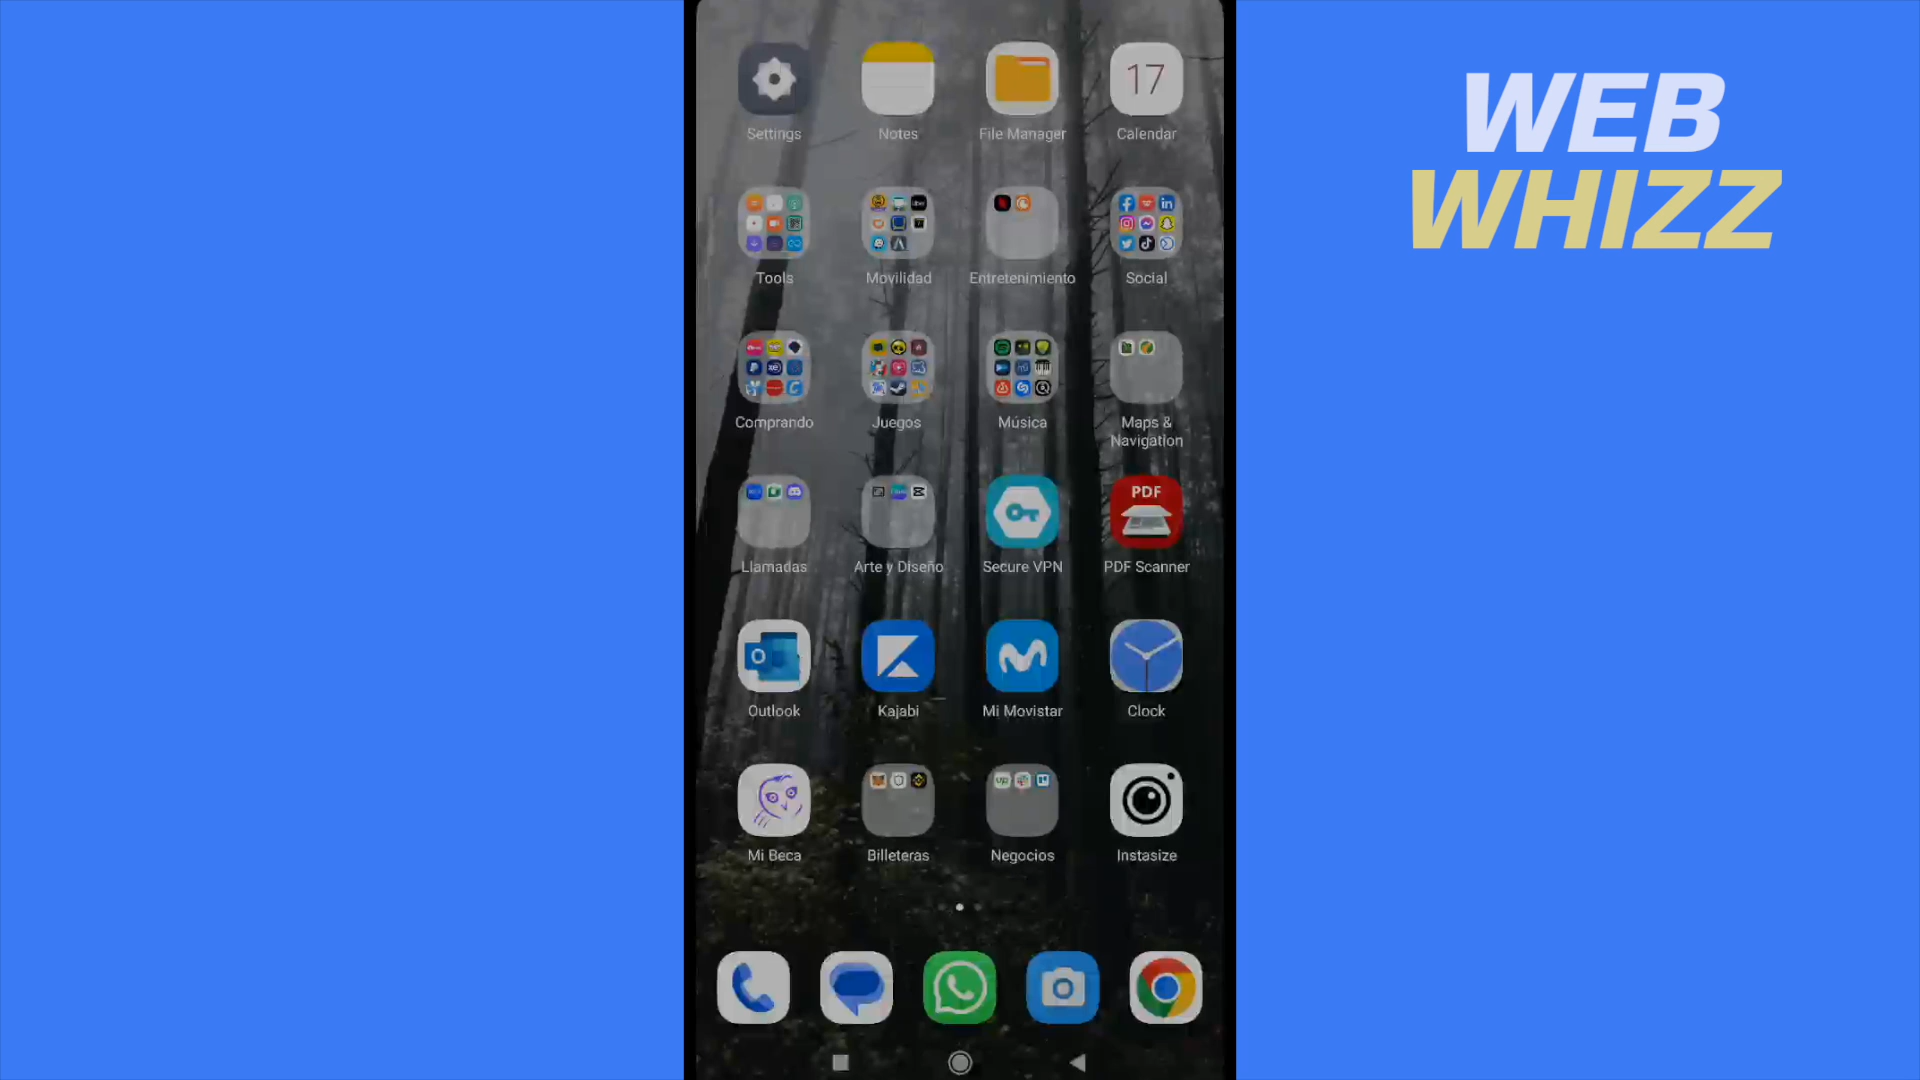 WEB
WHIZZ
17
Settings
Notes
File Manager
Calendar
Tools
Movilidad
Entretenimiento
Social
Comprando
Juegos
Música
Maps &
Navigation
PDF
Llamadas
Arte y Diseño
Secure VPN
PDF Scanner
Outlook
Kajabi
Mi Movistar
Clock
Mi Beca
Billeteras
Negocios
Instasize